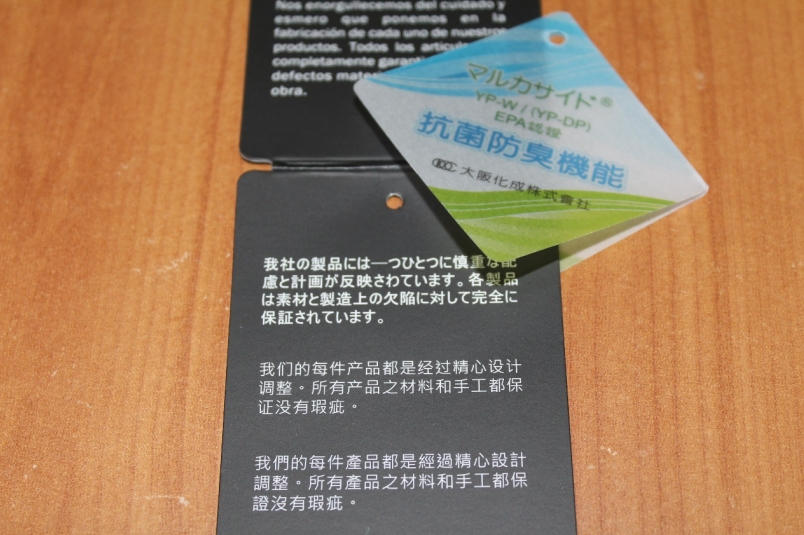 Nos enorgullecemos del cuidado y
esmero que ponemos en la
fabricación de cada uno de nuestros
productos. Todos los
completamente
defectos
obra.
マルカサイド®
YP-W / (YP-DP)
EPA認證
抗菌防臭機能
大阪化成株式會社
我社の製品には一つひとつに慎重な配
慮と計画が反映さわています。各製品
は素材と製造上の欠陥に対して完全に
保証されています。
我们的每件产品都是经过精心设计
调整。所有产品之材料和手工都保
证没有瑕疵。
我們的每件產品都是經過精心設計
調整。所有產品之材料和手工都保
證沒有瑕疵。